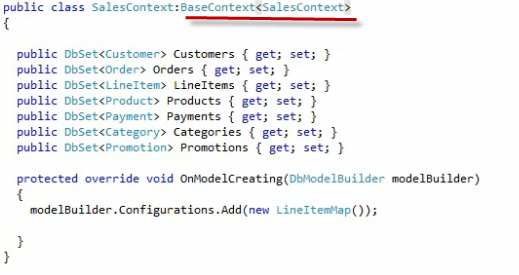 public class SalesContext:BaseContext<SalesContext>
{
public DbSet<Customer> Customers { get; set; }
public DbSet<Order> Orders { get; set; }
public DbSet<LineItem> LineItems { get; set; }
public DbSet<Product> Products { get; set; }
public DbSet<Payment> Payments { get; set; }
public DbSet<Category> Categories { get; set; }
public DbSet<Promotion> Promotions { get; set; }
protected override void OnModelCreating(DbModelBuilder modelBuilder)
{
modelBuilder.Configurations.Add(new LineItemMap());
}
}